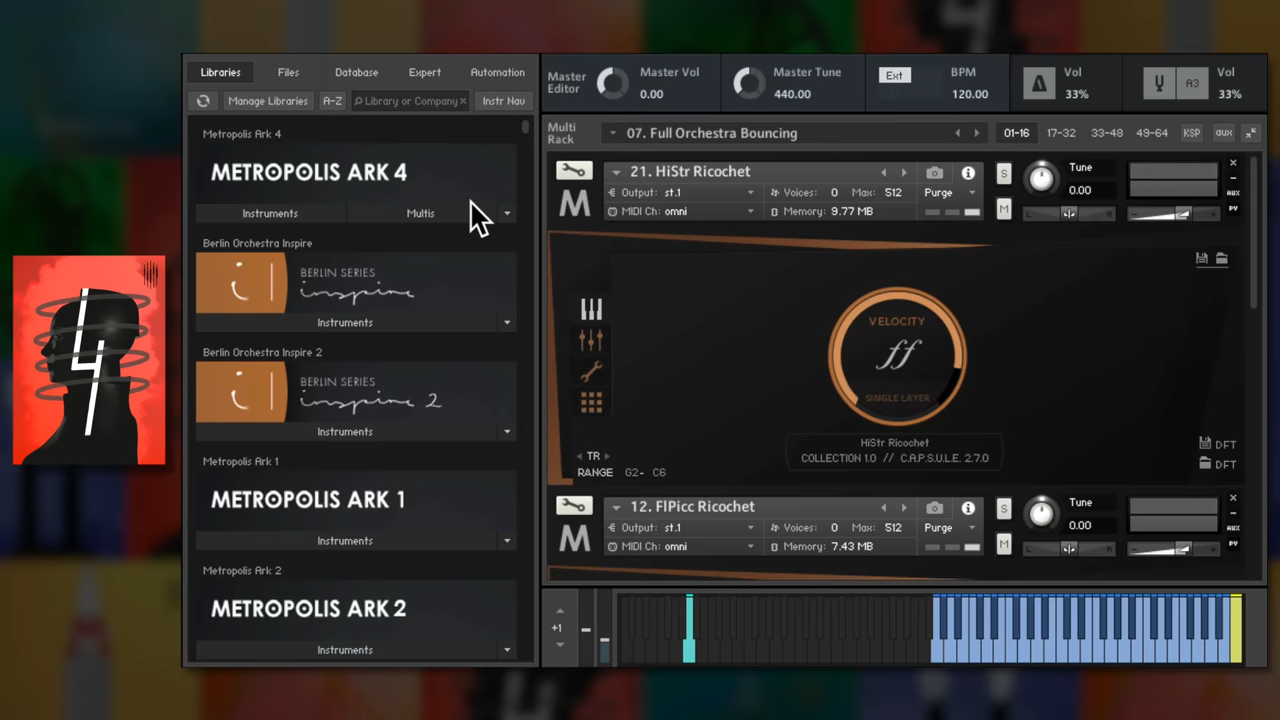 Libraries Files Database Expert Automation
Manage Libraries A-Z Library or Company × Instr Nav
Metropolis Ark 4
METROPOLIS ARK 4
Instruments Multis
Berlin Orchestra Inspire
BERLIN SERIES
inspire
Instruments
Berlin Orchestra Inspire 2
BERLIN SERIES
inspire 2
Instruments
Metropolis Ark 1
METROPOLIS ARK 1
Instruments
Metropolis Ark 2
METROPOLIS ARK 2
Instruments
4
Master Editor
Master Vol 0.00
Master Tune 440.00
Ext BPM 120.00
Vol 33%
A3 Vol 33%
Multi Rack
07. Full Orchestra Bouncing
01-16 17-32 33-48 49-64 KSP aux
M 21. HiStr Ricochet
Output: st.1 Voices: 0 Max: 512 Purge
MIDI Ch: omni Memory: 9.77 MB
S M Tune 0.00
L R
× – AUX PV
VELOCITY
ff
SINGLE LAYER
HiStr Ricochet
COLLECTION 1.0 // C.A.P.S.U.L.E. 2.7.0
TR
RANGE G2- C6
DFT
DFT
M 12. FlPicc Ricochet
Output: st.1 Voices: 0 Max: 512 Purge
MIDI Ch: omni Memory: 7.43 MB
S M Tune 0.00
L R
× – AUX PV
+1